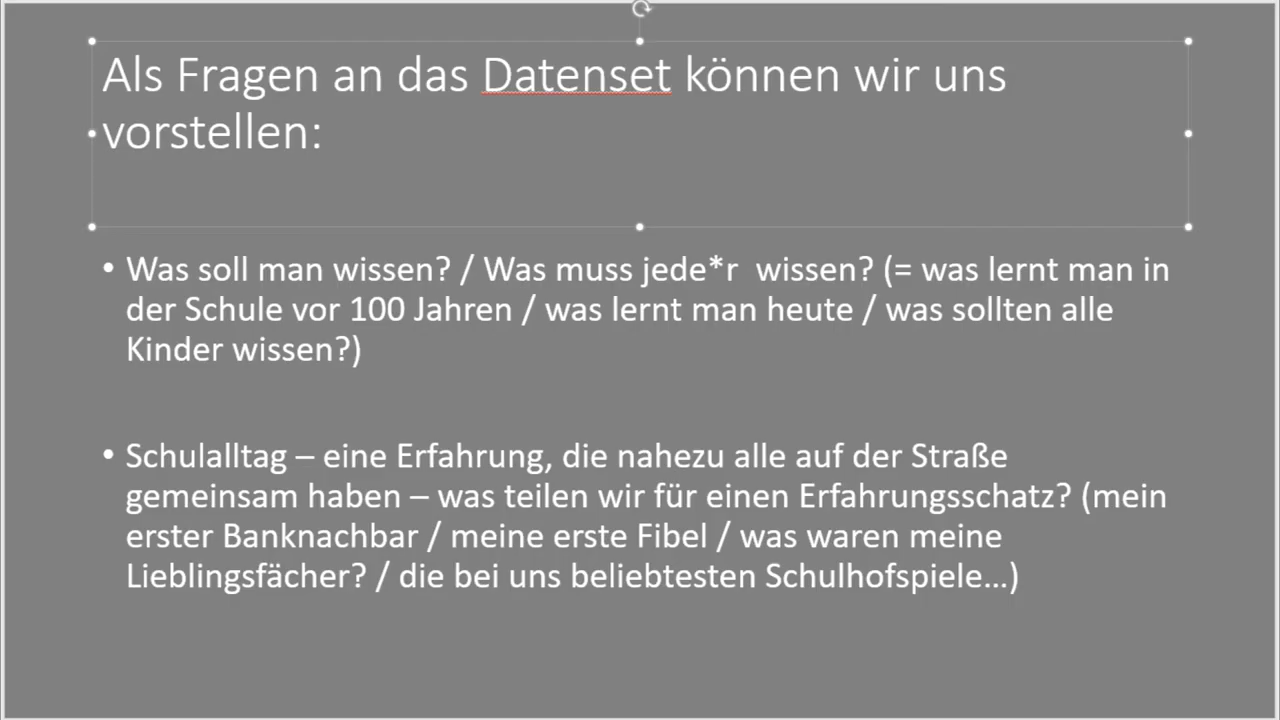 Als Fragen an das Datenset können wir uns
vorstellen:
• Was soll man wissen? / Was muss jede*r  wissen? (= was lernt man in
der Schule vor 100 Jahren / was lernt man heute / was sollten alle
Kinder wissen?)
• Schulalltag – eine Erfahrung, die nahezu alle auf der Straße
gemeinsam haben – was teilen wir für einen Erfahrungsschatz? (mein
erster Banknachbar / meine erste Fibel / was waren meine
Lieblingsfächer? / die bei uns beliebtesten Schulhofspiele…)